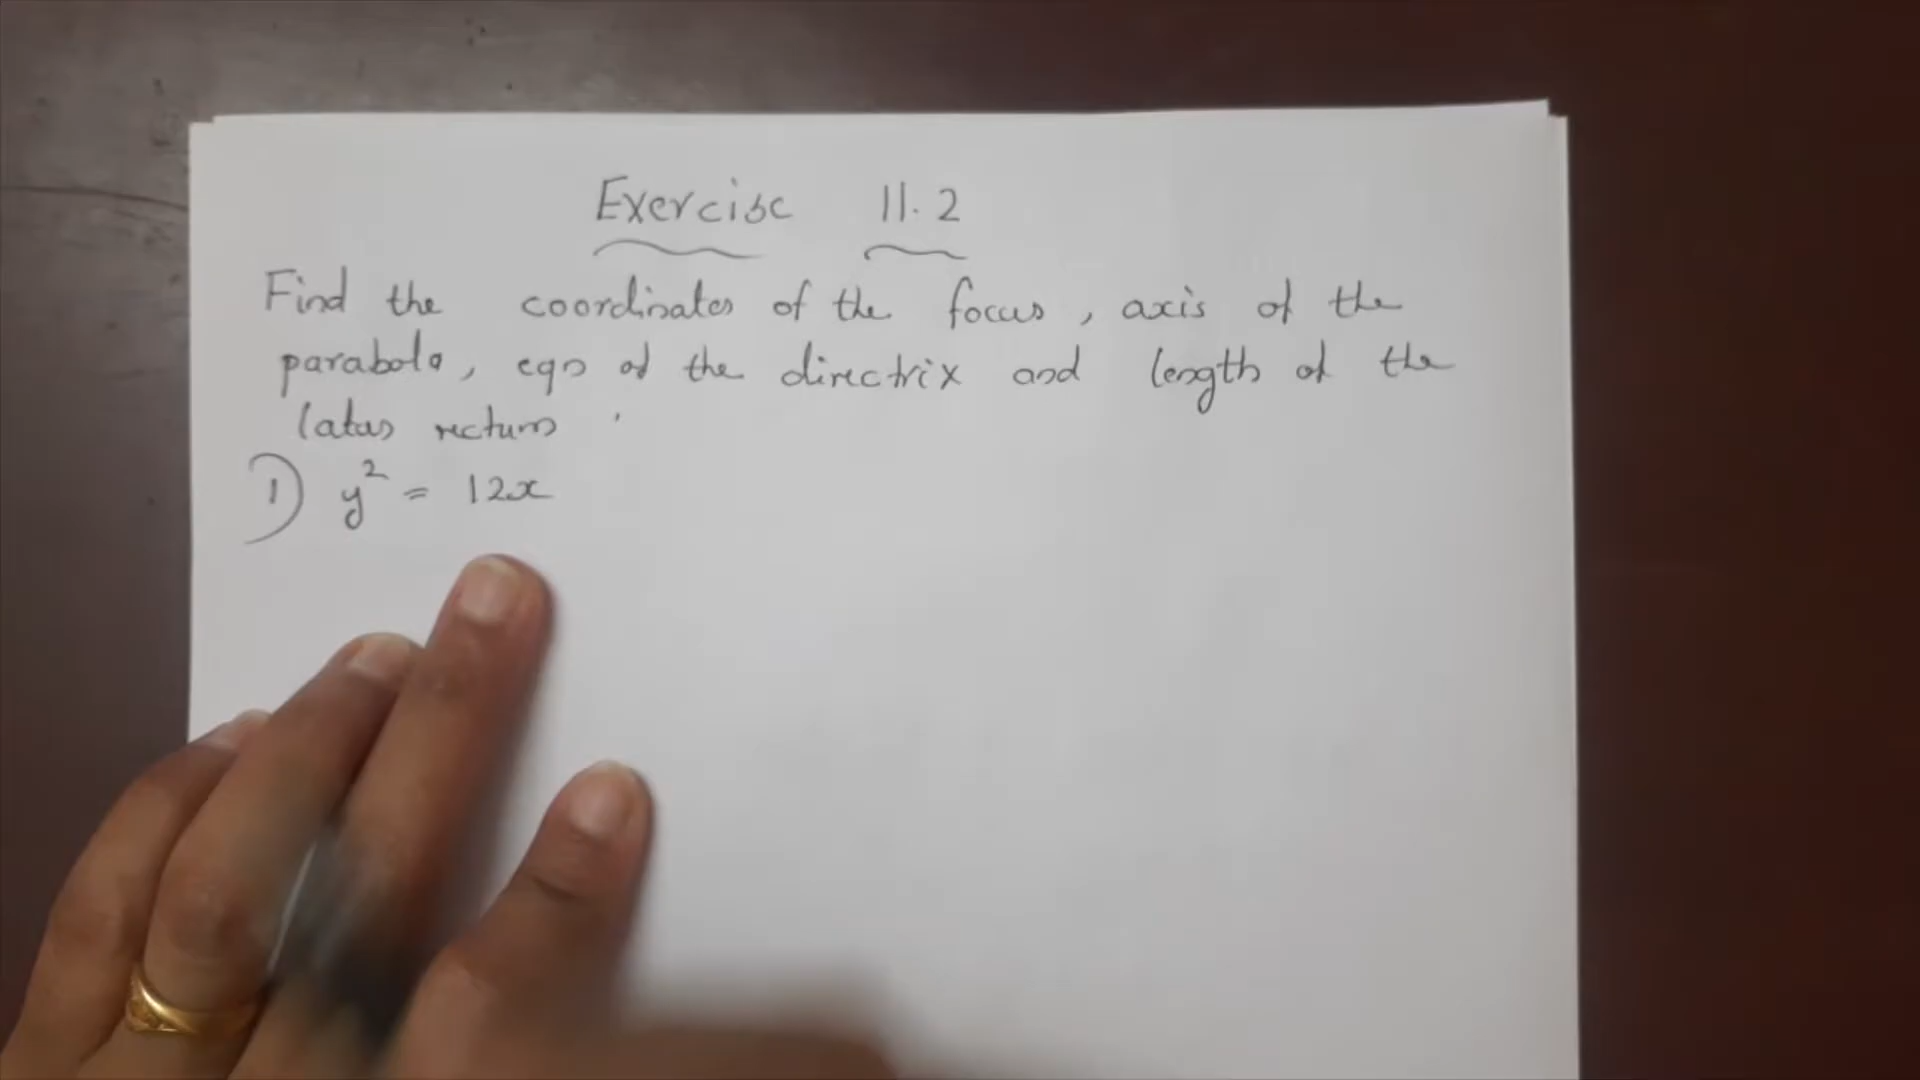 Exercise 11.2
Find the coordinates of the focus, axis of the
parabola, eqn of the directrix and length of the
latus rectum.
1) y² = 12x